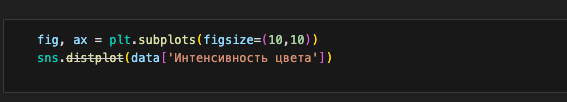 fig, ax = plt.subplots(figsize=(10,10))
sns.distplot(data['Интенсивность цвета'])